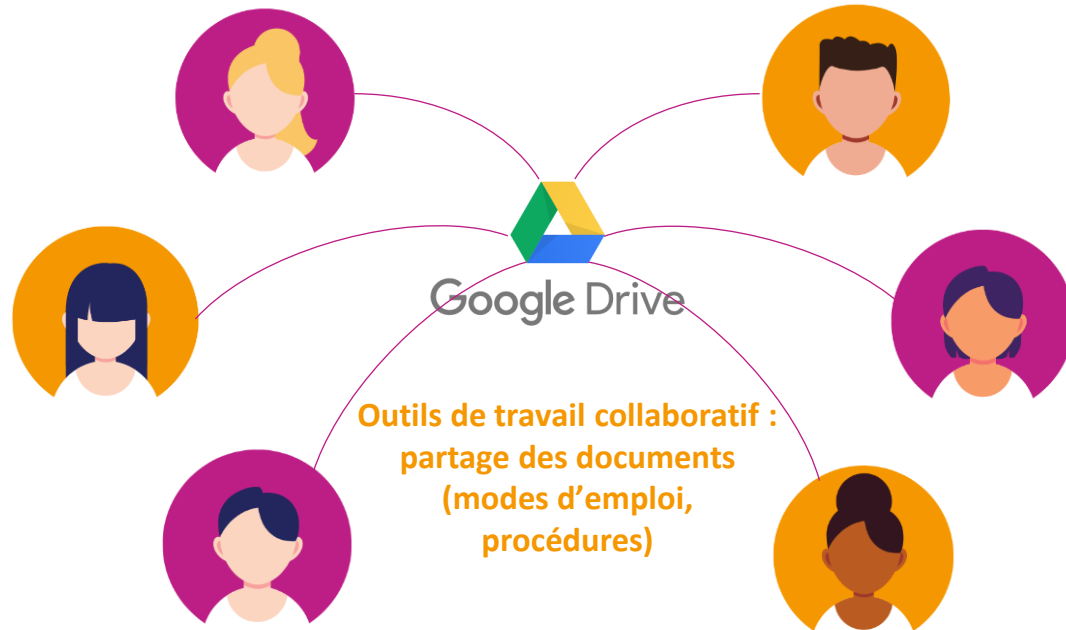 Google Drive
Outils de travail collaboratif :
partage des documents
(modes d’emploi,
procédures)